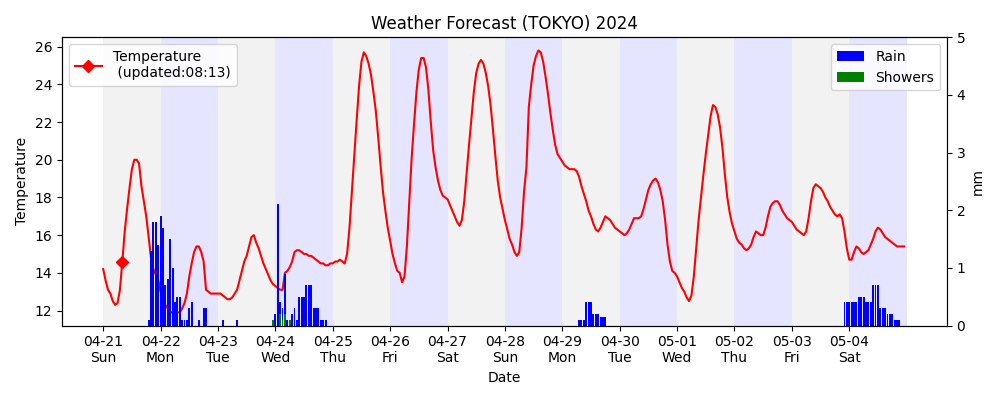 Weather Forecast (TOKYO) 2024
Temperature
(updated:08:13)
Rain
Showers
Temperature
26
24
22
20
18
16
14
12
5
4
3
2
1
0
mm
04-21 04-22 04-23 04-24 04-25 04-26 04-27 04-28 04-29 04-30 05-01 05-02 05-03 05-04
Sun Mon Tue Wed Thu Fri Sat Sun Mon Tue Wed Thu Fri Sat
Date